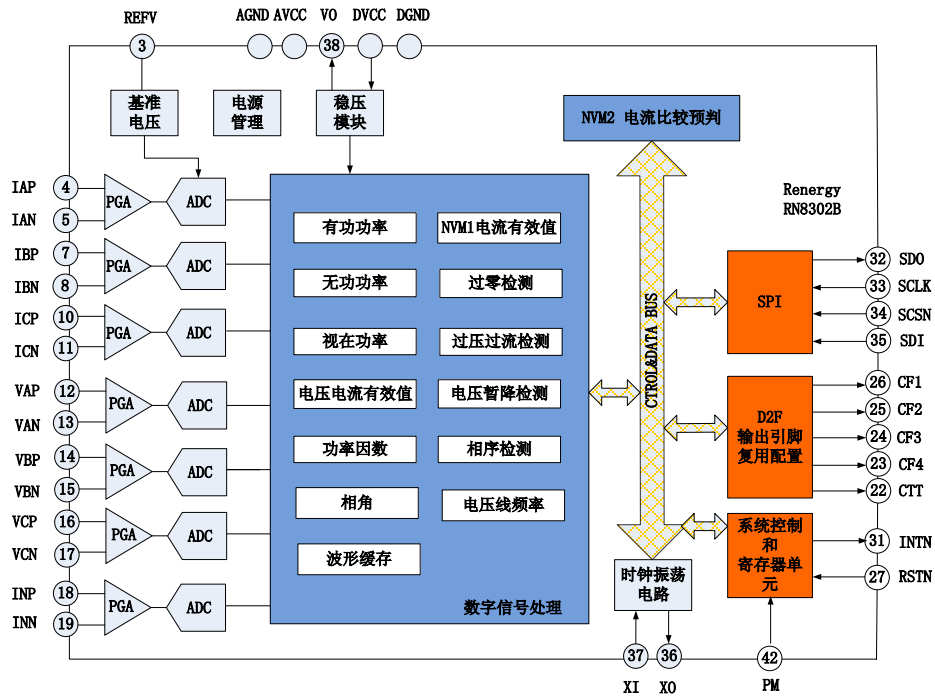 REFV
AGND
AVCC
VO
DVCC
DGND
3
38
基准
电压
电源
管理
稳压
模块
NVM2 电流比较预判
Renergy
RN8302B
IAP
4
IAN
5
PGA
ADC
IBP
7
IBN
8
PGA
ADC
ICP
10
ICN
11
PGA
ADC
VAP
12
VAN
13
PGA
ADC
VBP
14
VBN
15
PGA
ADC
VCP
16
VCN
17
PGA
ADC
INP
18
INN
19
PGA
ADC
有功功率
NVM1电流有效值
无功功率
过零检测
视在功率
过压过流检测
电压电流有效值
电压暂降检测
功率因数
相序检测
相角
电压线频率
波形缓存
数字信号处理
CTROL&DATA BUS
SPI
32
SDO
33
SCLK
34
SCSN
35
SDI
D2F
输出引脚
复用配置
26
CF1
25
CF2
24
CF3
23
CF4
22
CTT
系统控制
和
寄存器单
元
31
INTN
27
RSTN
时钟振荡
电路
37
36
42
XI
XO
PM